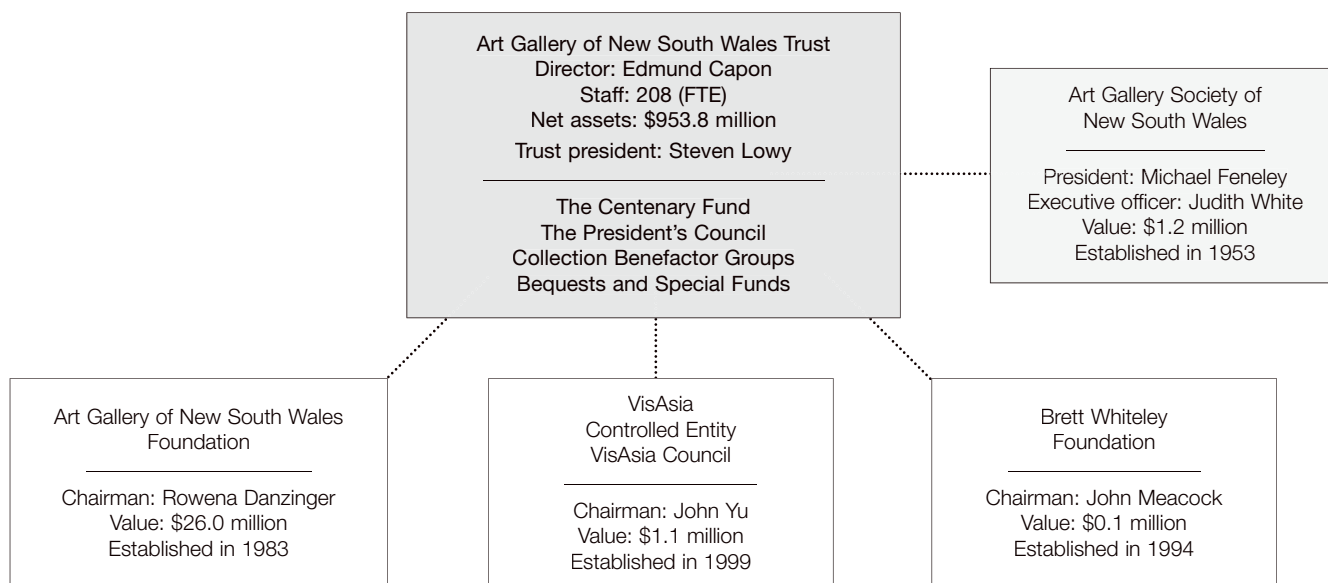 Art Gallery of New South Wales Trust
Director: Edmund Capon
Staff: 208 (FTE)
Net assets: $953.8 million
Trust president: Steven Lowy
The Centenary Fund
The President’s Council
Collection Benefactor Groups
Bequests and Special Funds
Art Gallery Society of
New South Wales
President: Michael Feneley
Executive officer: Judith White
Value: $1.2 million
Established in 1953
Art Gallery of New South Wales
Foundation
Chairman: Rowena Danzinger
Value: $26.0 million
Established in 1983
VisAsia
Controlled Entity
VisAsia Council
Chairman: John Yu
Value: $1.1 million
Established in 1999
Brett Whiteley
Foundation
Chairman: John Meacock
Value: $0.1 million
Established in 1994